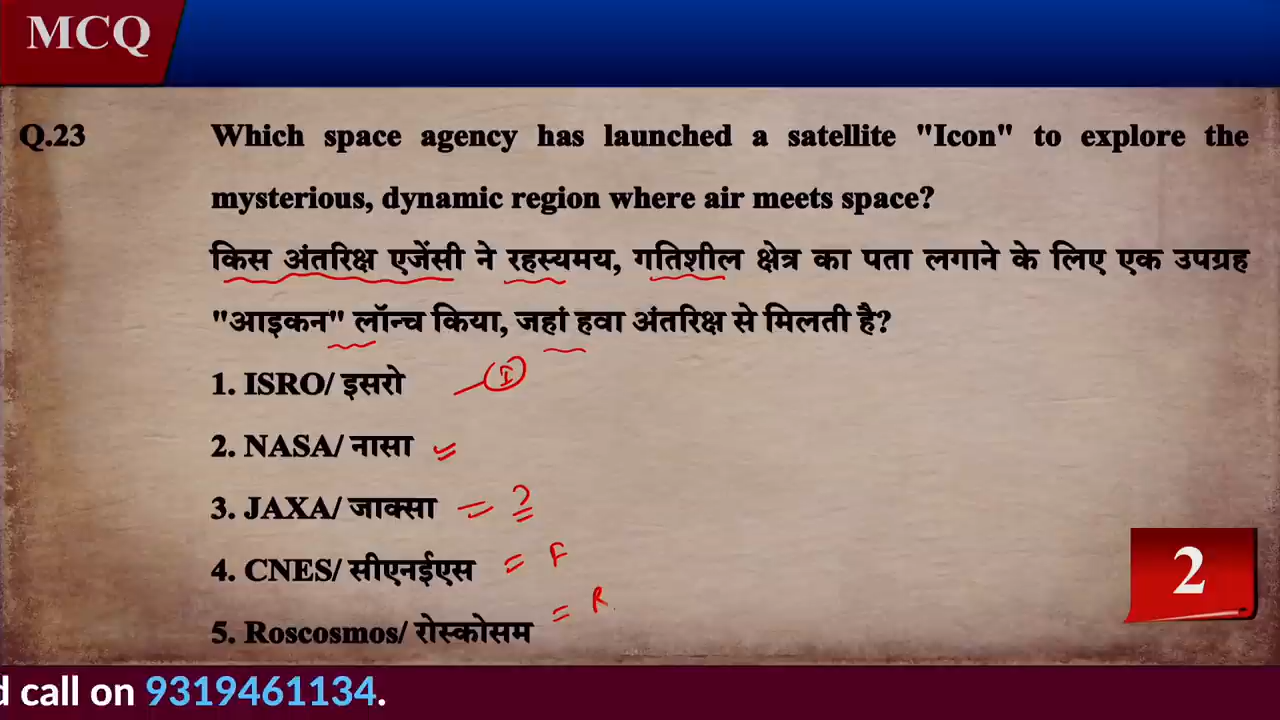 MCQ
Q.23 Which space agency has launched a satellite "Icon" to explore the
mysterious, dynamic region where air meets space?
किस अंतरिक्ष एजेंसी ने रहस्यमय, गतिशील क्षेत्र का पता लगाने के लिए एक उपग्रह
"आइकन" लॉन्च किया, जहां हवा अंतरिक्ष से मिलती है?
1. ISRO/ इसरो I
2. NASA/ नासा
3. JAXA/ जाक्सा = ?
4. CNES/ सीएनईएस = F
5. Roscosmos/ रोस्कोसम = R
2
d call on 9319461134.